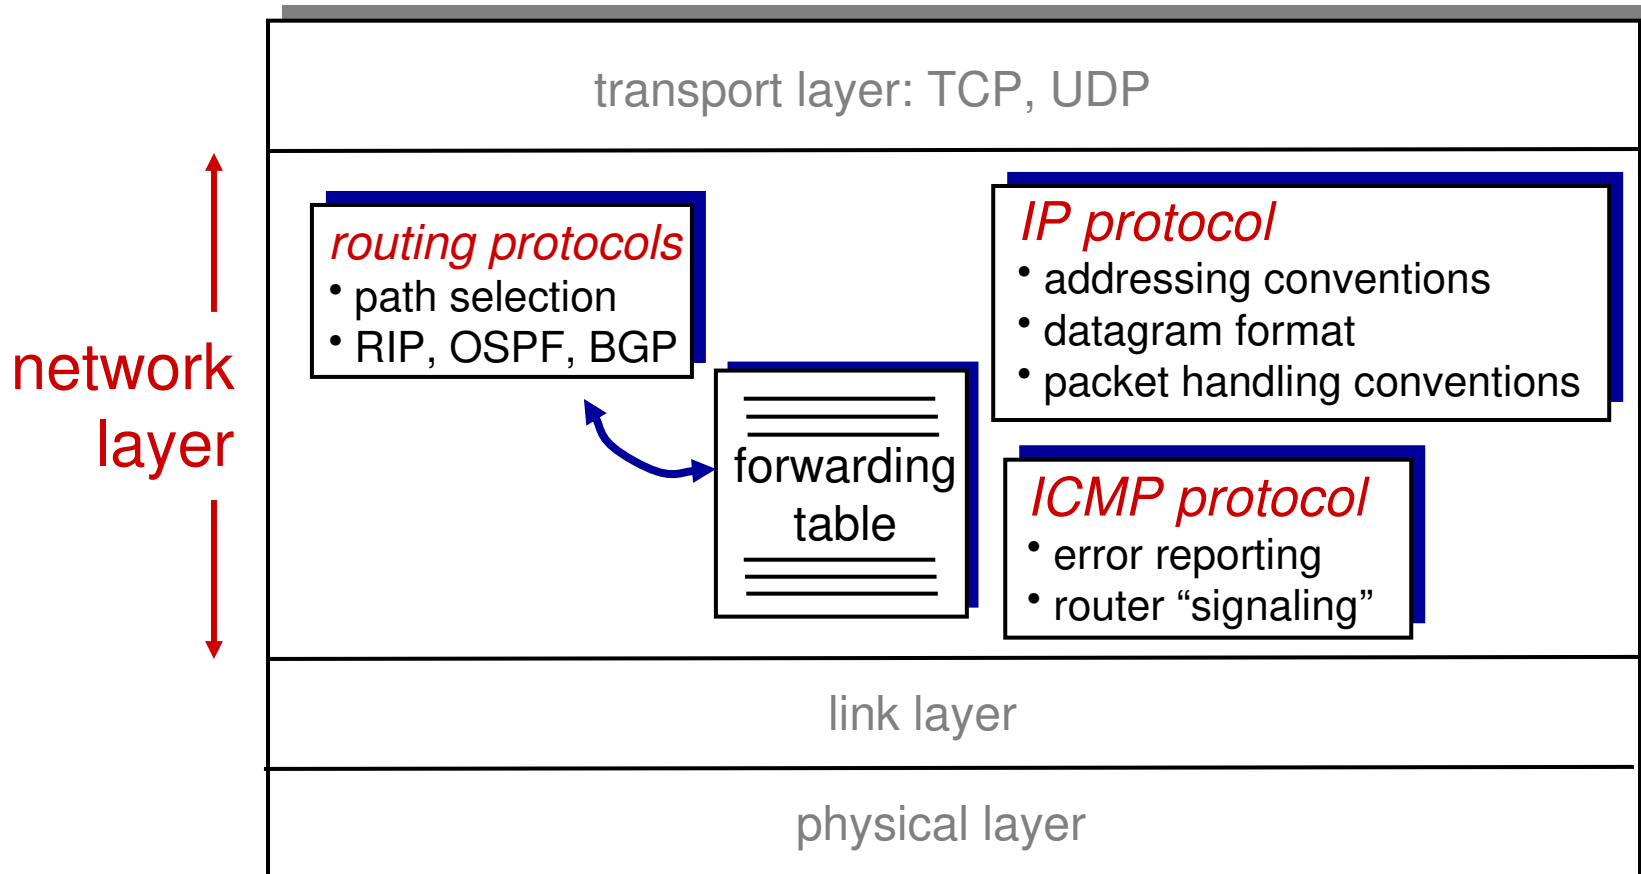 transport layer: TCP, UDP
network
layer
routing protocols
• path selection
• RIP, OSPF, BGP
forwarding
table
IP protocol
• addressing conventions
• datagram format
• packet handling conventions
ICMP protocol
• error reporting
• router “signaling”
link layer
physical layer